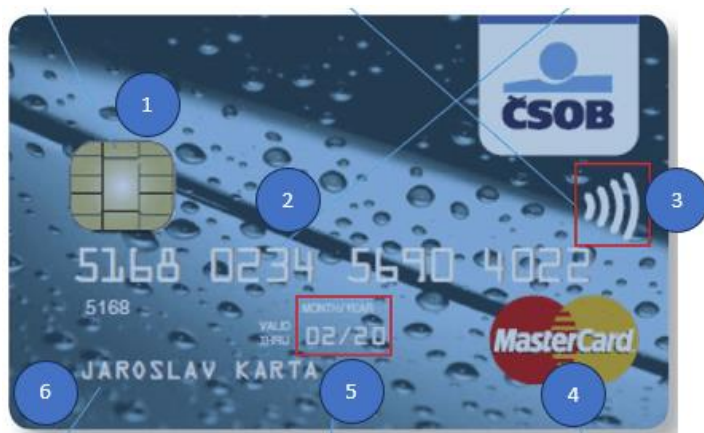 1
ČSOB
2
3
5168 0234 5690 4022
5168
MONTH/YEAR
VALID
THRU 02/20
MasterCard
JAROSLAV KARTA
6
5
4